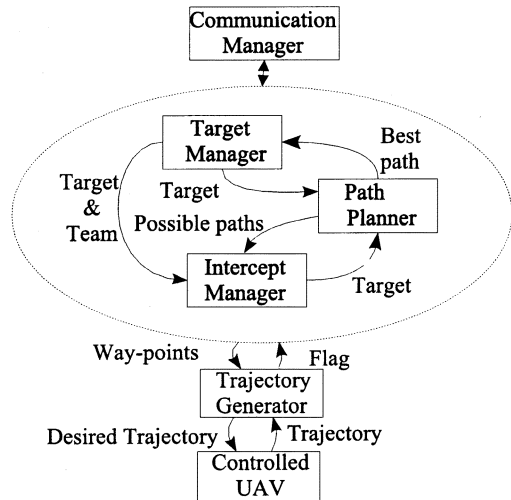 Communication
Manager
Target
Manager
Best
path
Target
&
Team
Target
Path
Planner
Possible paths
Intercept
Manager
Target
Way-points
Flag
Trajectory
Generator
Desired Trajectory
Trajectory
Controlled
UAV